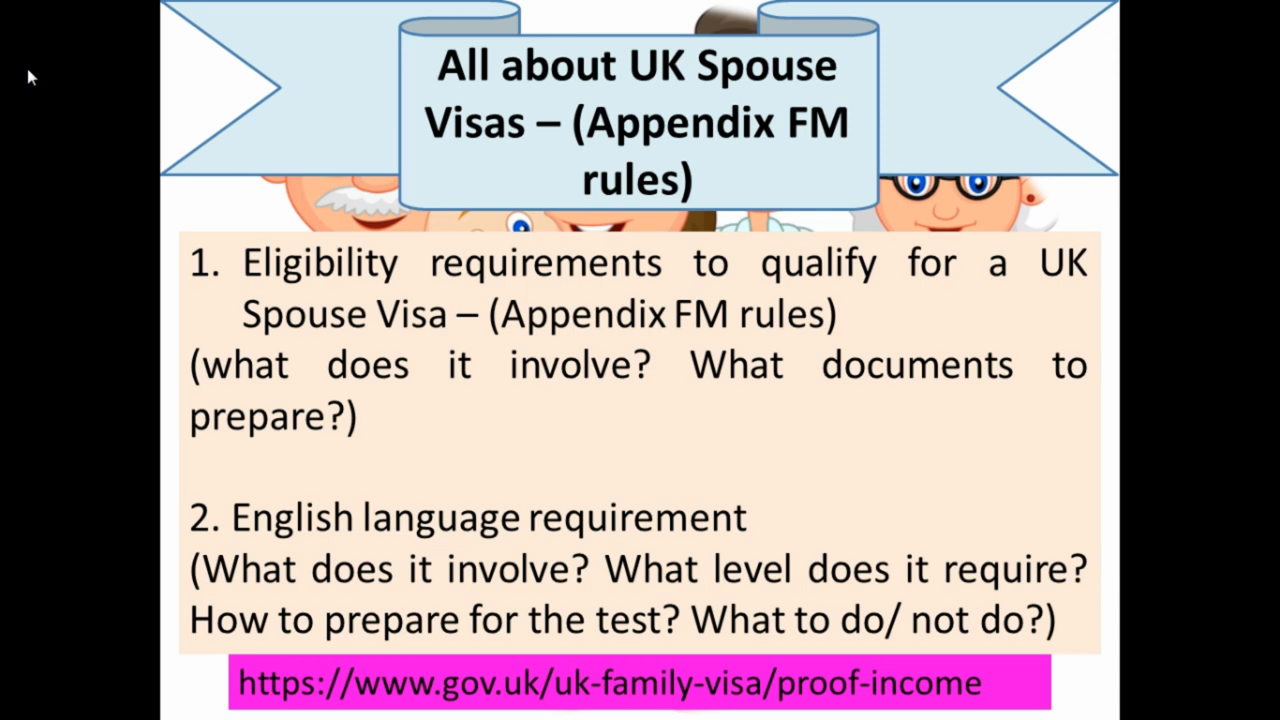 All about UK Spouse
Visas – (Appendix FM
rules)
1. Eligibility requirements to qualify for a UK
Spouse Visa – (Appendix FM rules)
(what does it involve? What documents to
prepare?)
2. English language requirement
(What does it involve? What level does it require?
How to prepare for the test? What to do/ not do?)
https://www.gov.uk/uk-family-visa/proof-income